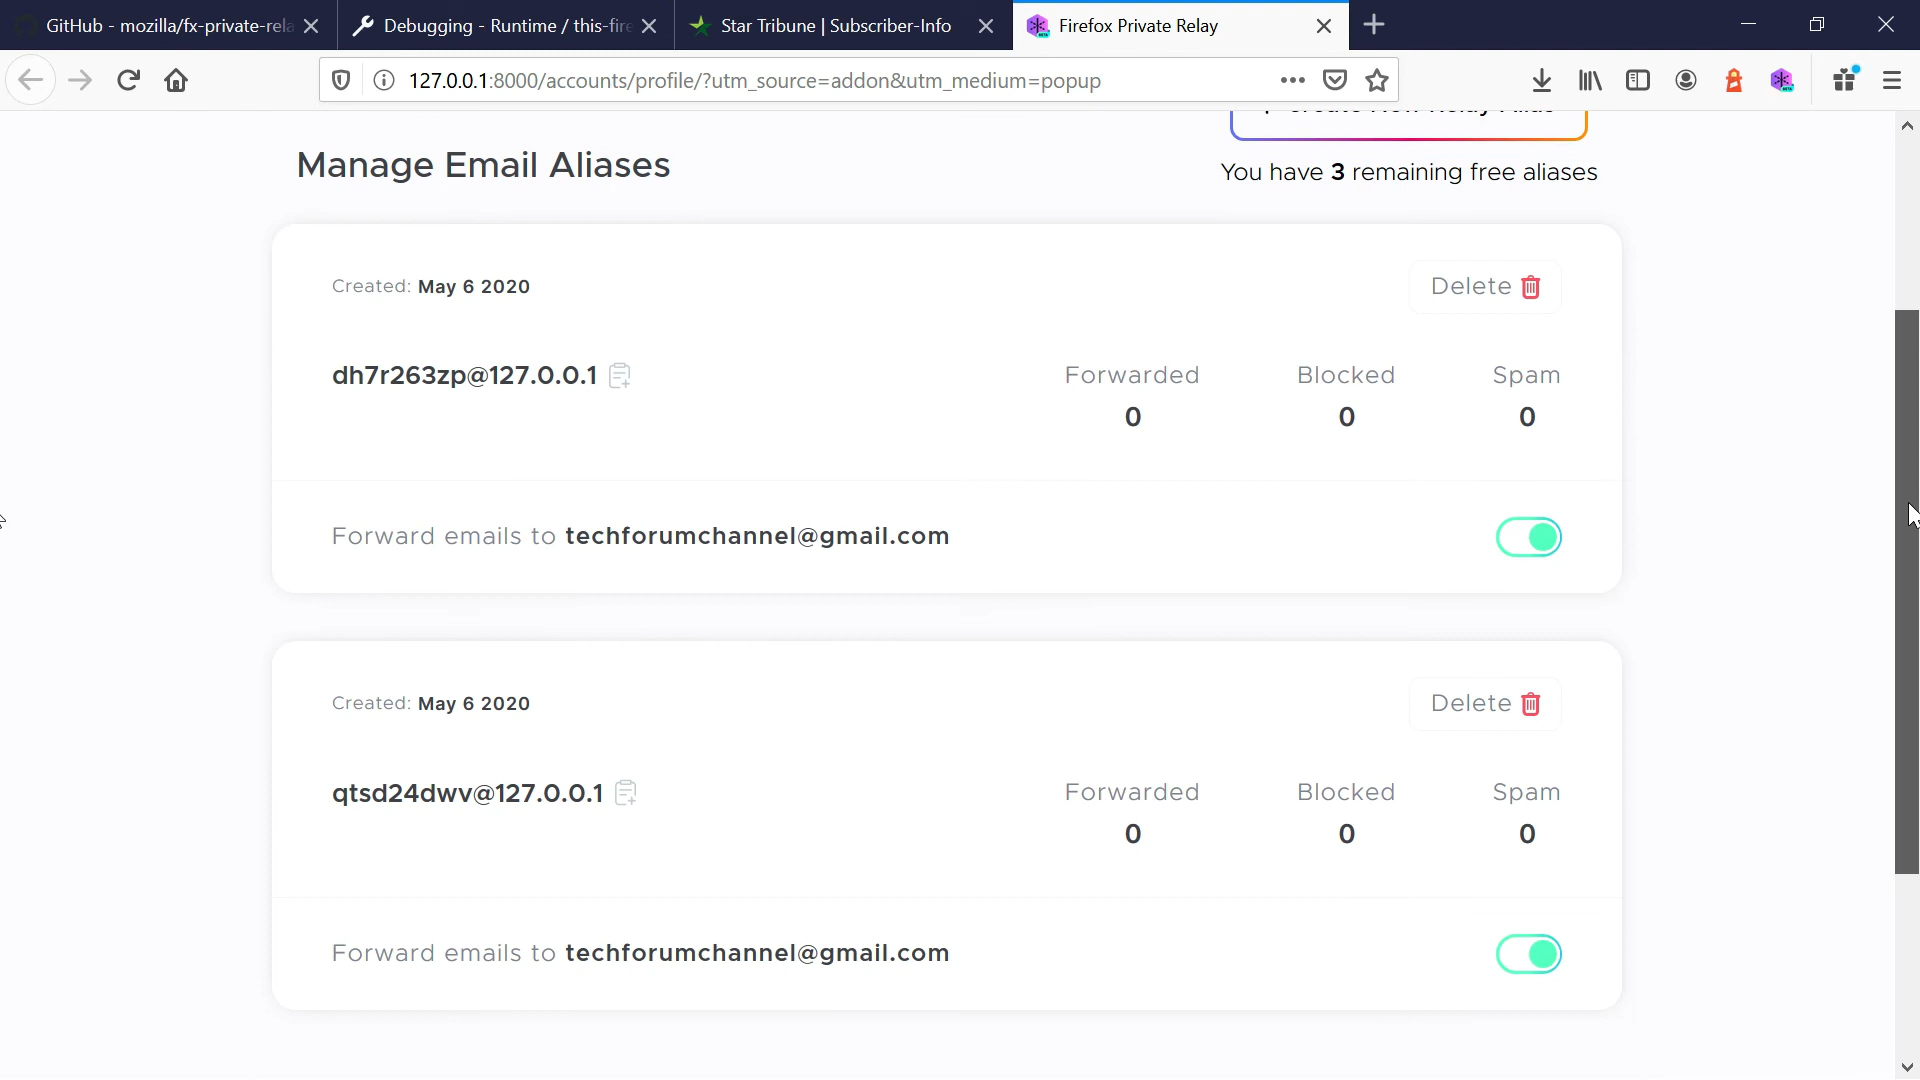 GitHub - mozilla/fx-private-rela
Debugging - Runtime / this-fire
Star Tribune | Subscriber-Info
Firefox Private Relay
127.0.0.1:8000/accounts/profile/?utm_source=addon&utm_medium=popup
Manage Email Aliases
You have 3 remaining free aliases
Created: May 6 2020
Delete
dh7r263zp@127.0.0.1
Forwarded Blocked Spam
0 0 0
Forward emails to techforumchannel@gmail.com
Created: May 6 2020
Delete
qtsd24dwv@127.0.0.1
Forwarded Blocked Spam
0 0 0
Forward emails to techforumchannel@gmail.com